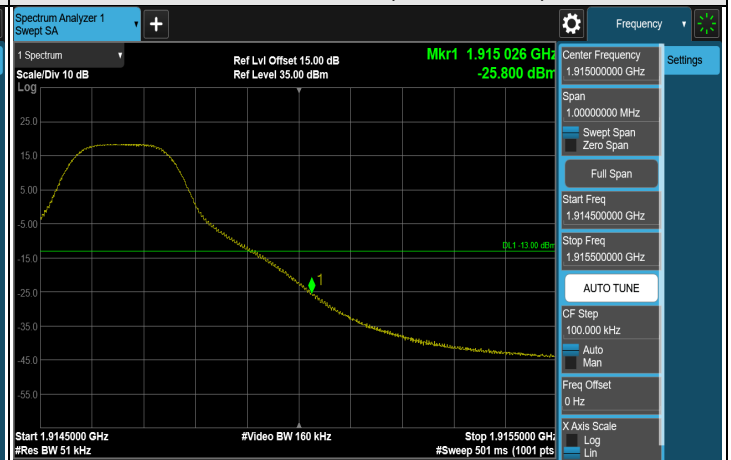 Spectrum Analyzer 1
Swept SA
+
Frequency
1 Spectrum
Scale/Div 10 dB
Log
Ref Lvl Offset 15.00 dB
Ref Level 35.00 dBm
Mkr1 1.915 026 GHz
-25.800 dBm
25.0
15.0
5.00
-5.00
-15.0
-25.0
-35.0
-45.0
-55.0
DL1 -13.00 dBm
1
Start 1.9145000 GHz
#Res BW 51 kHz
#Video BW 160 kHz
Stop 1.9155000 GHz
#Sweep 501 ms (1001 pts
Center Frequency
1.915000000 GHz
Settings
Span
1.00000000 MHz
Swept Span
Zero Span
Full Span
Start Freq
1.914500000 GHz
Stop Freq
1.915500000 GHz
AUTO TUNE
CF Step
100.000 kHz
Auto
Man
Freq Offset
0 Hz
X Axis Scale
Log
Lin